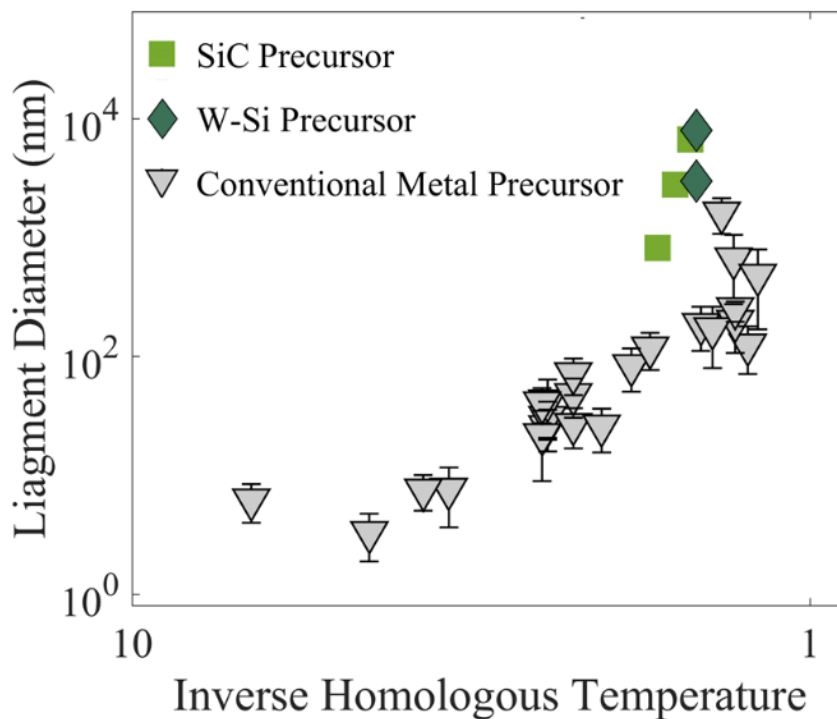 SiC Precursor
W-Si Precursor
Conventional Metal Precursor
Liagment Diameter (nm)
10^4
10^2
10^0
10
1
Inverse Homologous Temperature